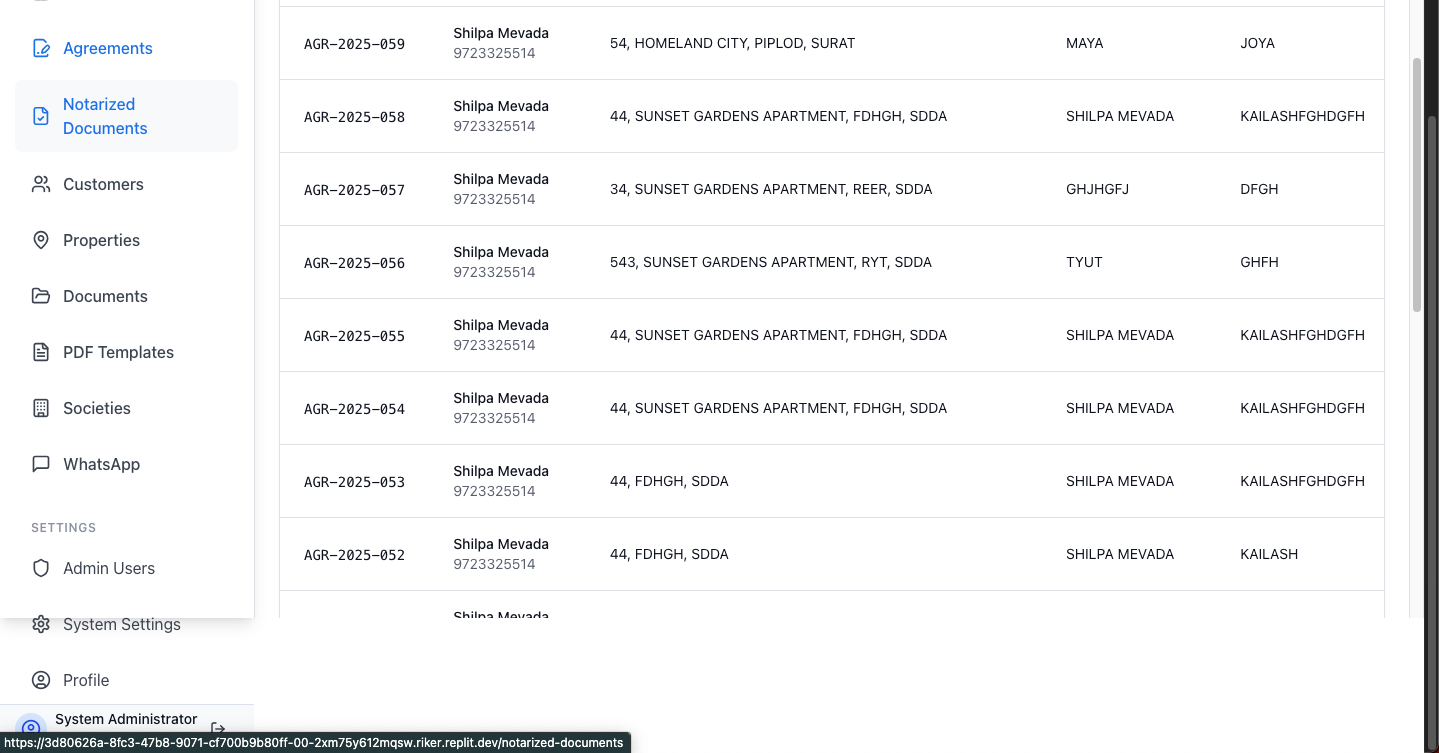 Agreements
Notarized
Documents
Customers
Properties
Documents
PDF Templates
Societies
WhatsApp
SETTINGS
Admin Users
System Settings
Profile
System Administrator
AGR-2025-059 Shilpa Mevada 54, HOMELAND CITY, PIPLOD, SURAT MAYA JOYA
9723325514
AGR-2025-058 Shilpa Mevada 44, SUNSET GARDENS APARTMENT, FDHGH, SDDA SHILPA MEVADA KAILASHFGHDGFH
9723325514
AGR-2025-057 Shilpa Mevada 34, SUNSET GARDENS APARTMENT, REER, SDDA GHJHGFJ DFGH
9723325514
AGR-2025-056 Shilpa Mevada 543, SUNSET GARDENS APARTMENT, RYT, SDDA TYUT GHFH
9723325514
AGR-2025-055 Shilpa Mevada 44, SUNSET GARDENS APARTMENT, FDHGH, SDDA SHILPA MEVADA KAILASHFGHDGFH
9723325514
AGR-2025-054 Shilpa Mevada 44, SUNSET GARDENS APARTMENT, FDHGH, SDDA SHILPA MEVADA KAILASHFGHDGFH
9723325514
AGR-2025-053 Shilpa Mevada 44, FDHGH, SDDA SHILPA MEVADA KAILASHFGHDGFH
9723325514
AGR-2025-052 Shilpa Mevada 44, FDHGH, SDDA SHILPA MEVADA KAILASH
9723325514
Shilpa Mevada
https://3d80626a-8fc3-47b8-9071-cf700b9b80ff-00-2xm75y612mqsw.riker.replit.dev/notarized-documents